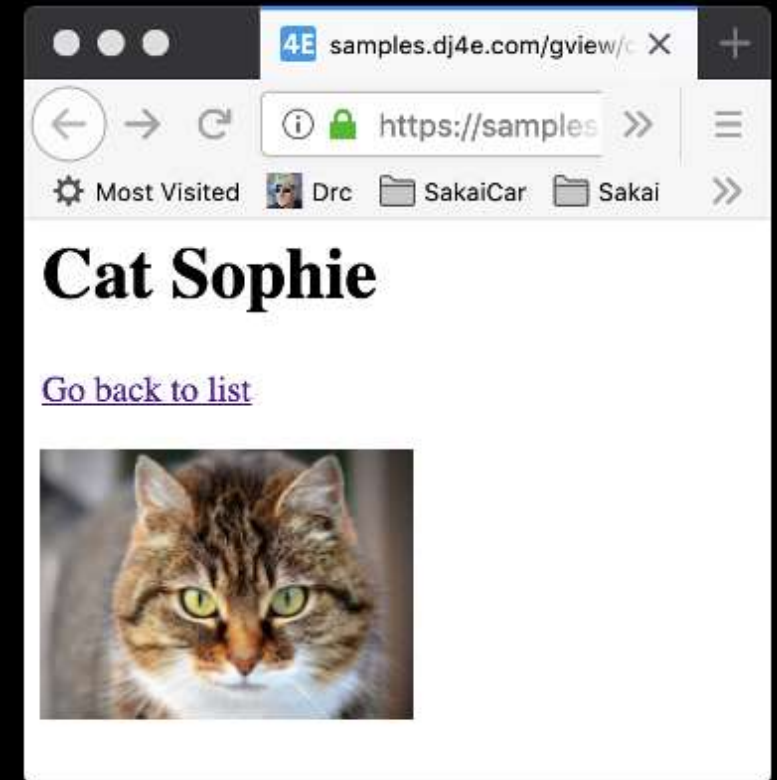 4E samples.dj4e.com/gview/
https://samples
Most Visited Drc SakaiCar Sakai
Cat Sophie
Go back to list